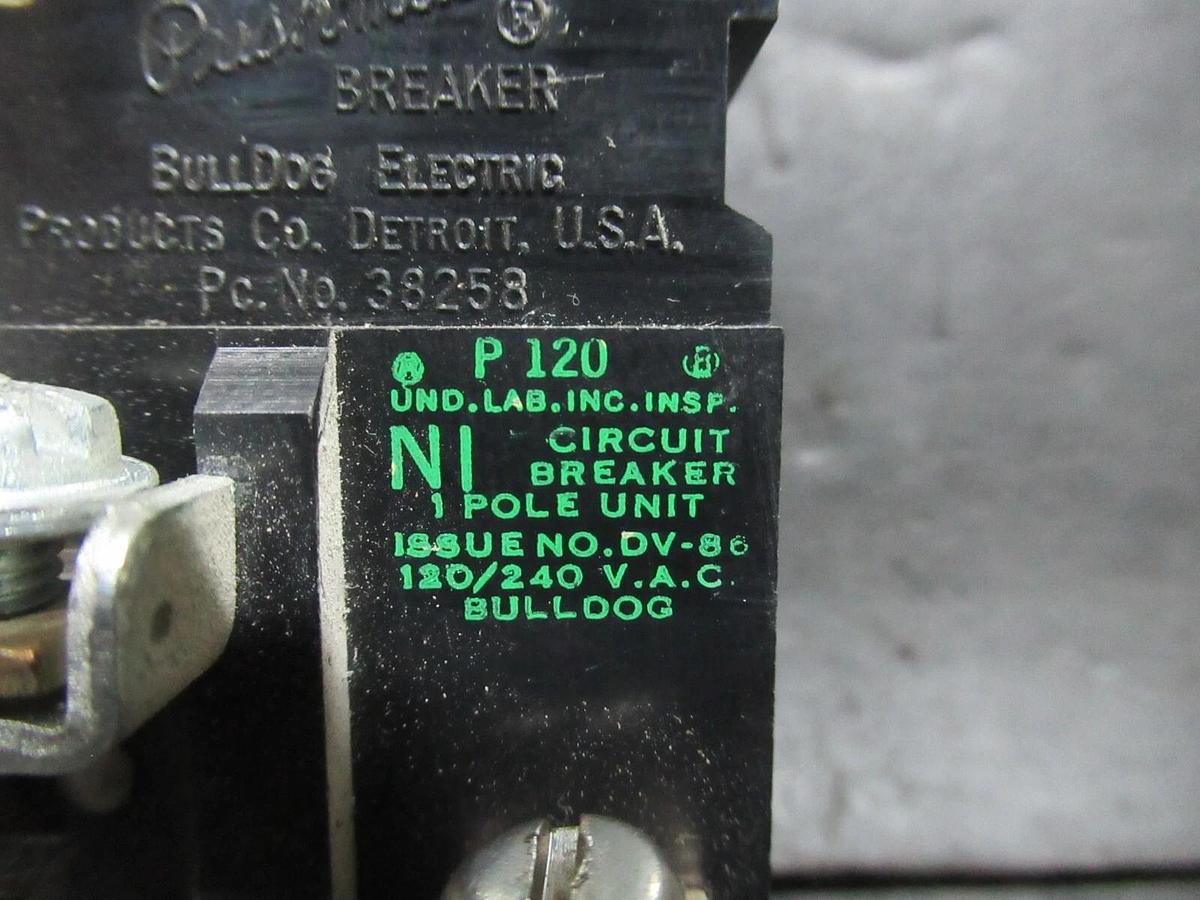 ®
BREAKER
BULLDOG ELECTRIC
PRODUCTS CO. DETROIT, U.S.A.
PC. NO. 38258
P 120
UND.LAB.INC.INSP.
NI CIRCUIT
BREAKER
1 POLE UNIT
ISSUE NO.DV-86
120/240 V.A.C.
BULLDOG